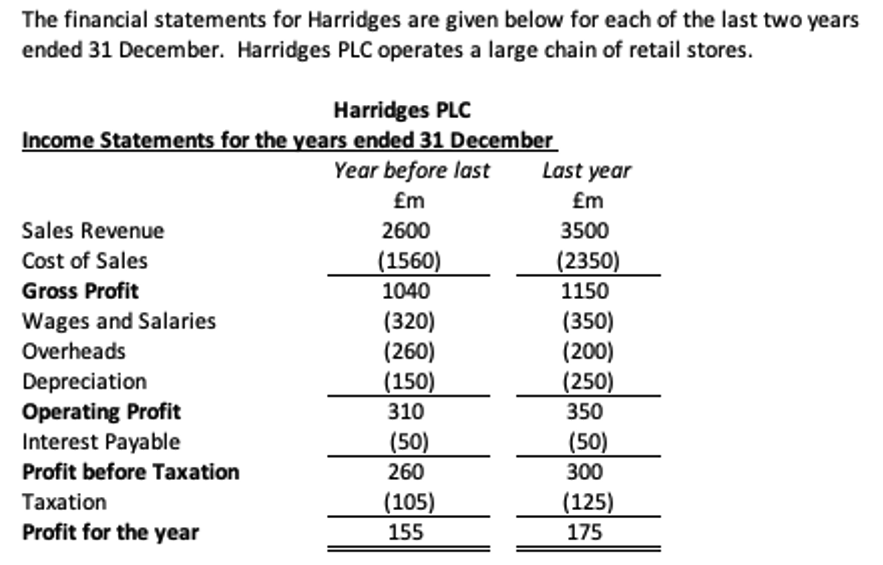 The financial statements for Harridges are given below for each of the last two years
ended 31 December. Harridges PLC operates a large chain of retail stores.
Harridges PLC
Income Statements for the years ended 31 December
Year before last Last year
£m £m
Sales Revenue 2600 3500
Cost of Sales (1560) (2350)
Gross Profit 1040 1150
Wages and Salaries (320) (350)
Overheads (260) (200)
Depreciation (150) (250)
Operating Profit 310 350
Interest Payable (50) (50)
Profit before Taxation 260 300
Taxation (105) (125)
Profit for the year 155 175